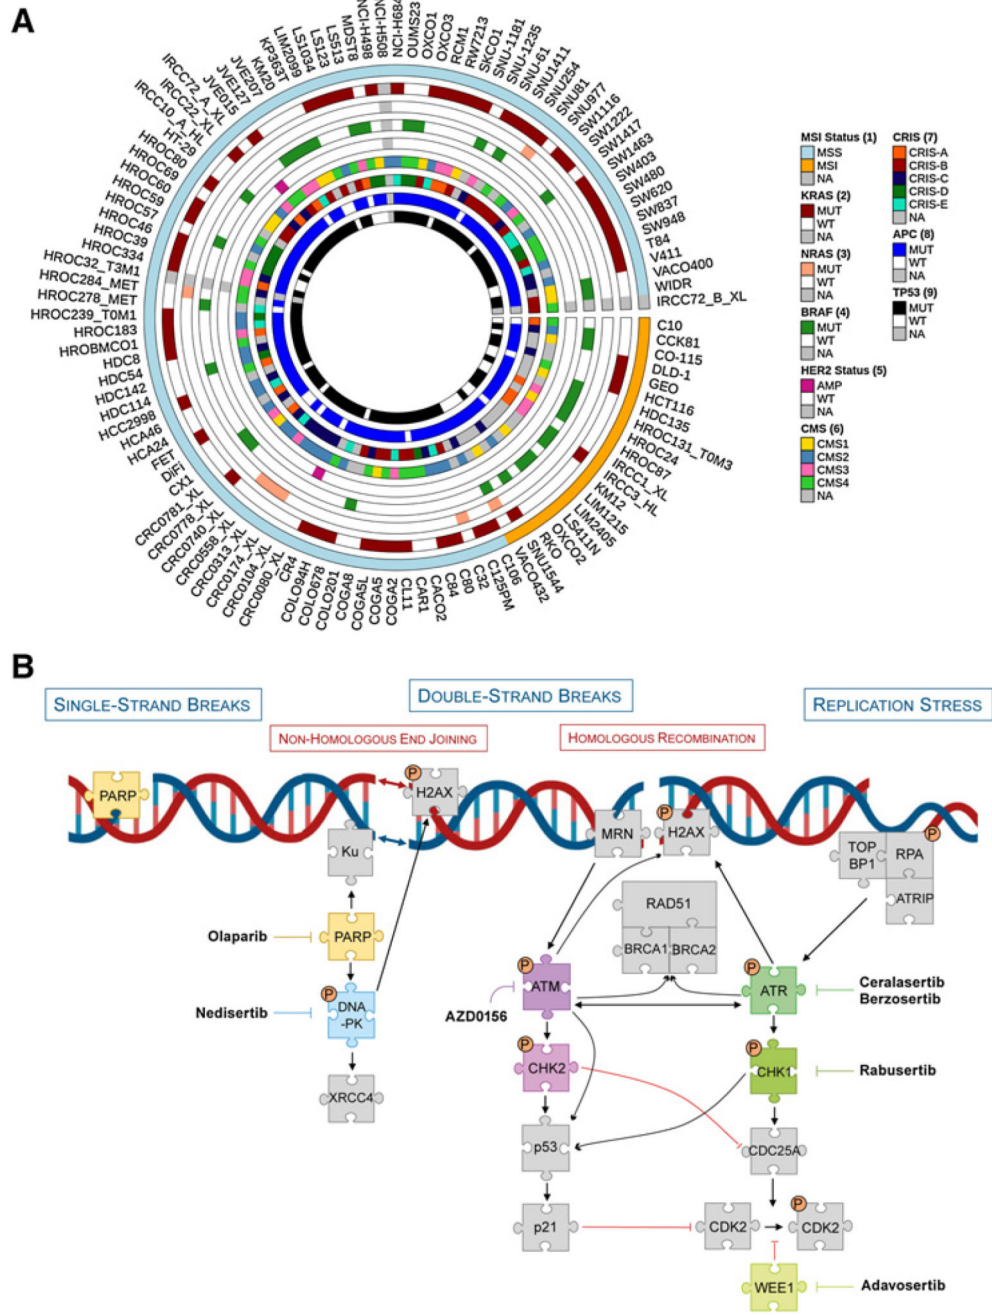 A
IRCC72_A_XL
IRCC22_XL
IRCC10_A_HL
HT-29
HROC80
HROC69
HROC60
HROC59
HROC57
HROC46
HROC39
HROC334
HROC32_T3M1
HROC284_MET
HROC278_MET
HROC239_T0M1
HROC183
HROBMCO1
HDC8
HDC54
HDC142
HDC114
HCC2998
HCA46
HCA24
FET
DiFi
CX1
CRC0781_XL
CRC0778_XL
CRC0740_XL
CRC0558_XL
CRC0313_XL
CRC0174_XL
CRC0104_XL
CRC0080_XL
CR4
COLO94H
COLO678
COLO201
COGA8
COGA5L
COGA5
COGA2
CL11
CAR1
CACO2
C84
C80
C32
C125PM
C106
JVE015
JVE127
JVE207
KM20
KP363T
LIM2099
LS1034
LS123
LS513
MDST8
NCI-H498
NCI-H508
NCI-H684
OUMS23
OXCO1
OXCO3
RCM1
RW7213
SKCO1
SNU-1181
SNU-1235
SNU-61
SNU1411
SNU254
SNU81
SNU977
SW1116
SW1222
SW1417
SW1463
SW403
SW480
SW620
SW837
SW948
T84
V411
VACO400
WIDR
IRCC72_B_XL
C10
CCK81
CO-115
DLD-1
GEO
HCT116
HDC135
HROC131_T0M3
HROC24
HROC87
IRCC1_XL
IRCC3_HL
KM12
LIM1215
LIM2405
LS411N
OXCO2
RKO
SNU1544
VACO432
MSI Status (1)
MSS
MSI
NA
KRAS (2)
MUT
WT
NA
NRAS (3)
MUT
WT
NA
BRAF (4)
MUT
WT
NA
HER2 Status (5)
AMP
WT
NA
CMS (6)
CMS1
CMS2
CMS3
CMS4
NA
CRIS (7)
CRIS-A
CRIS-B
CRIS-C
CRIS-D
CRIS-E
NA
APC (8)
MUT
WT
NA
TP53 (9)
MUT
WT
NA
B
SINGLE-STRAND BREAKS
DOUBLE-STRAND BREAKS
REPLICATION STRESS
NON-HOMOLOGOUS END JOINING
HOMOLOGOUS RECOMBINATION
PARP
P
H2AX
Ku
MRN
P
H2AX
P
TOP
BP1
RPA
ATRIP
RAD51
BRCA1
BRCA2
Olaparib
PARP
Nedisertib
P
DNA
-PK
XRCC4
P
ATM
AZD0156
P
ATR
Ceralasertib
Berzosertib
P
CHK2
P
CHK1
Rabusertib
p53
CDC25A
p21
CDK2
P
CDK2
WEE1
Adavosertib